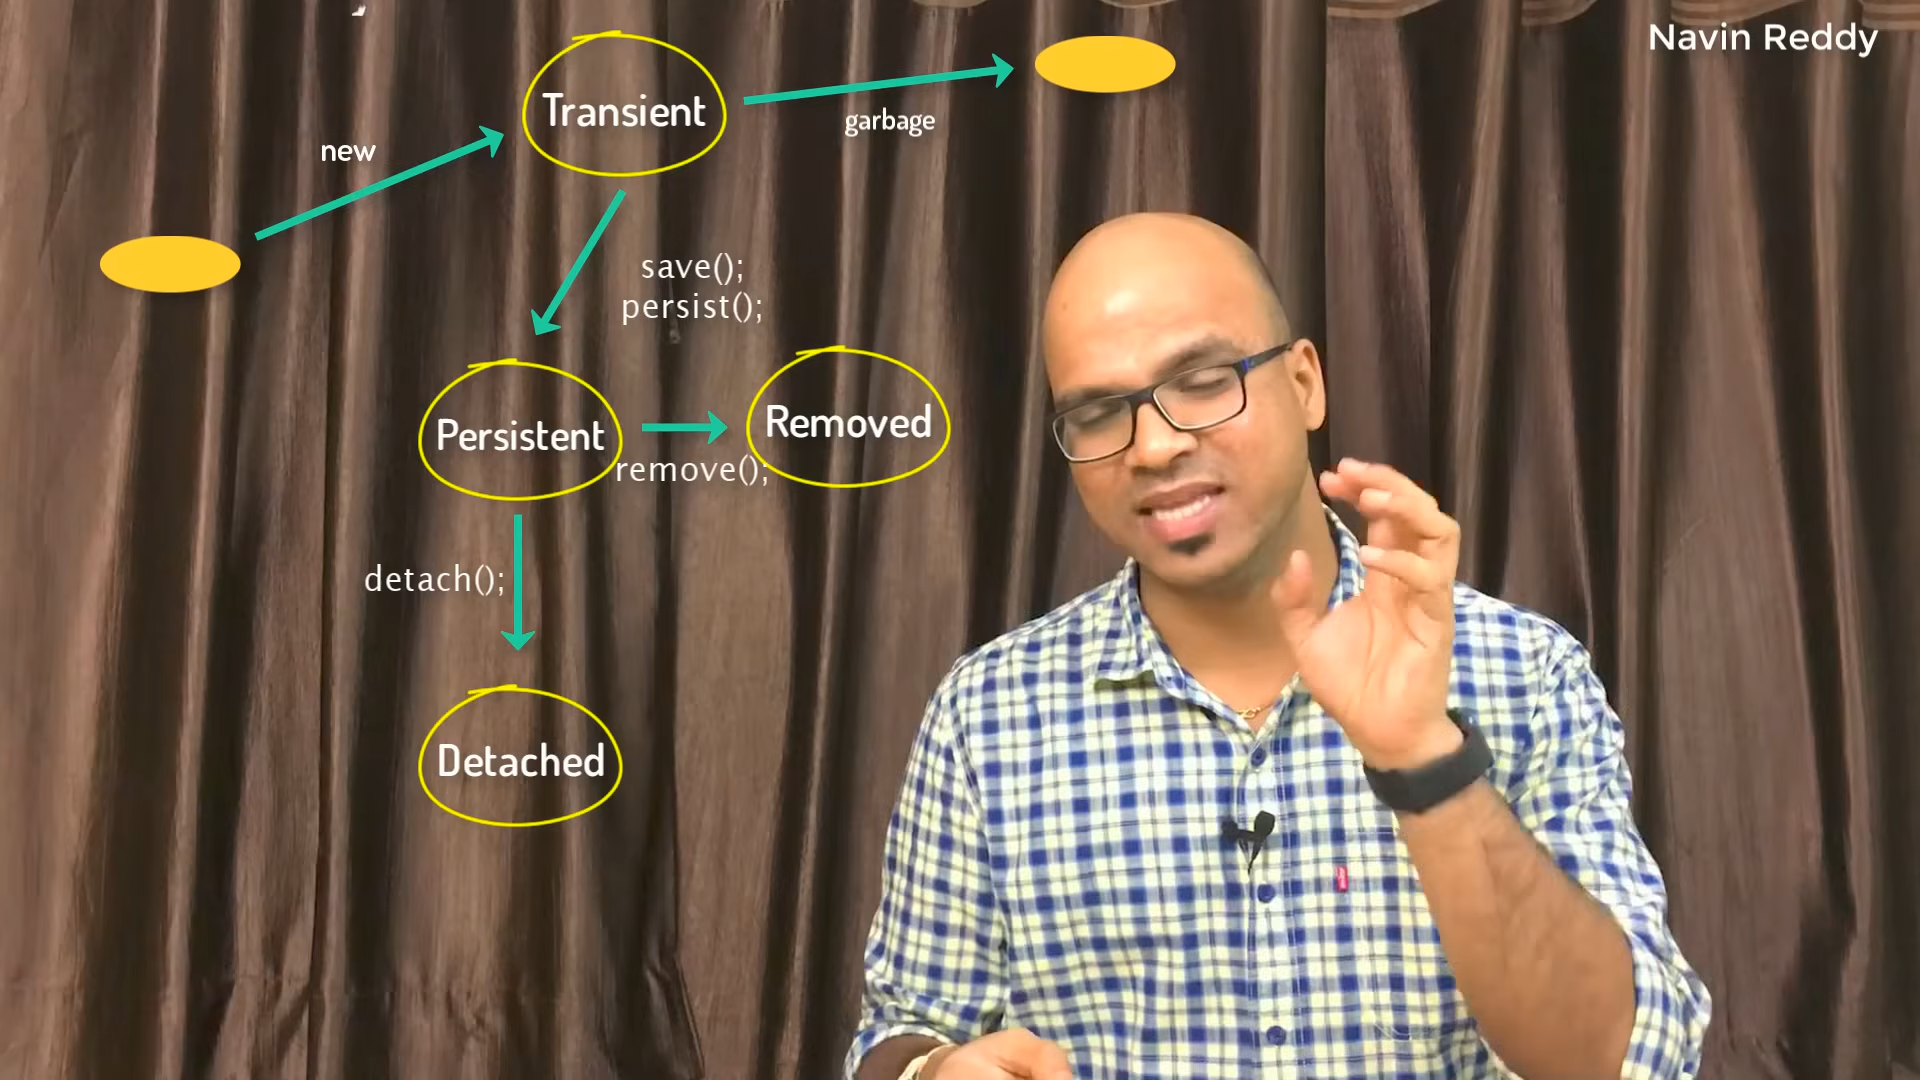 Navin Reddy
Transient
garbage
new
save();
persist();
Persistent
Removed
remove();
detach();
Detached